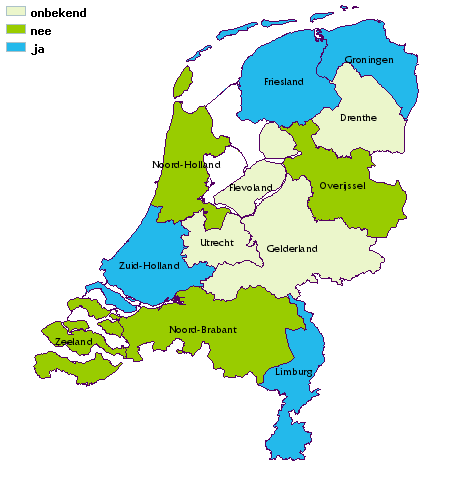 onbekend
nee
ja
Groningen
Friesland
Drenthe
Noord-Holland
Flevoland
Overijssel
Utrecht
Gelderland
Zuid-Holland
Noord-Brabant
Zeeland
Limburg